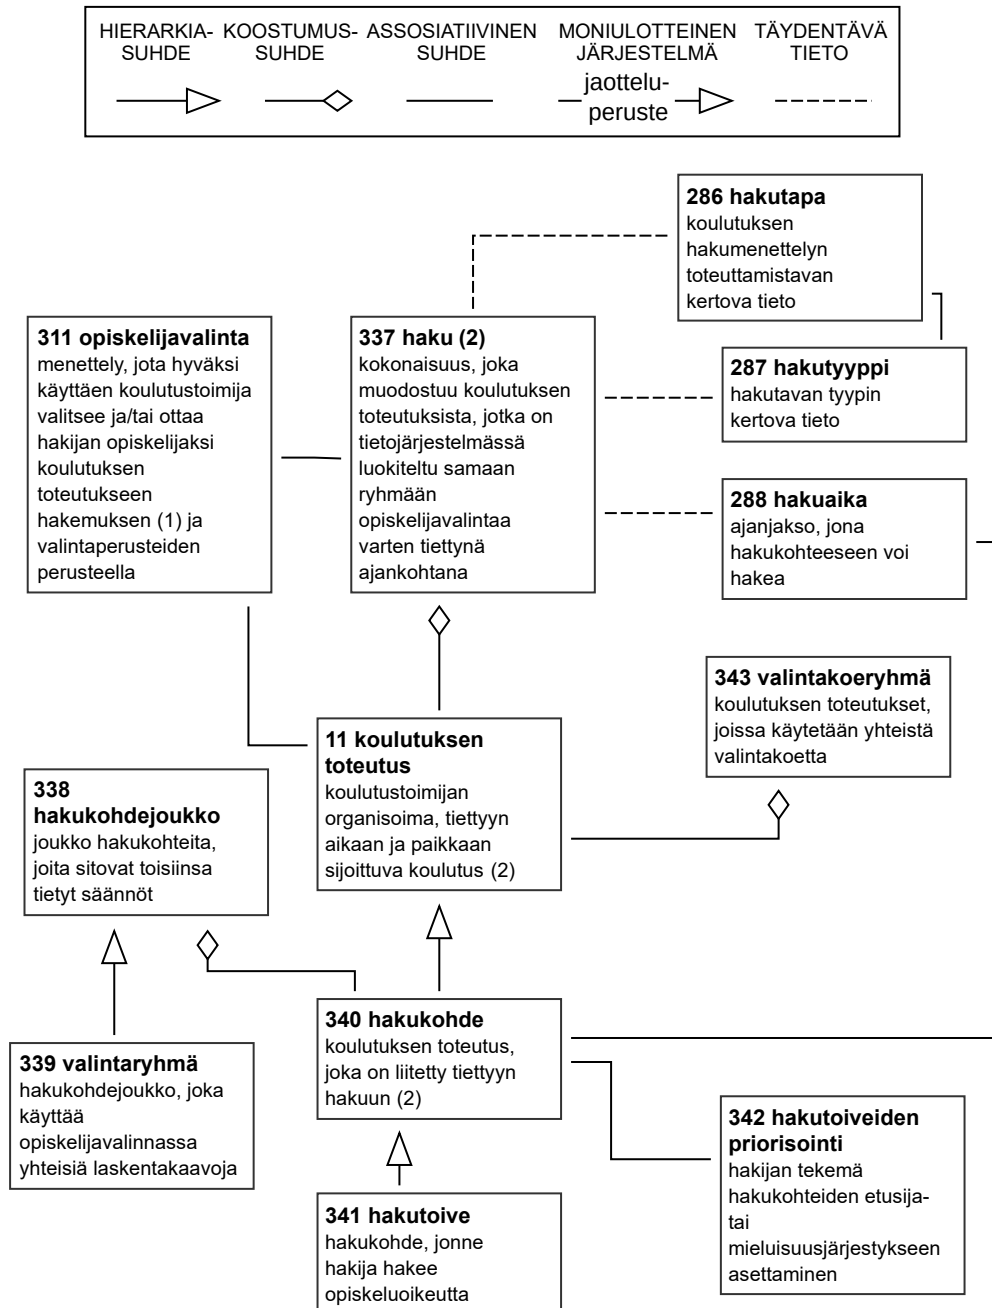 HIERARKIA-
SUHDE
KOOSTUMUS-
SUHDE
ASSOSIATIIVINEN
SUHDE
MONIULOTTEINEN
JÄRJESTELMÄ
TÄYDENTÄVÄ
TIETO
jaottelu-
peruste
286 hakutapa
koulutuksen
hakumenettelyn
toteuttamistavan
kertova tieto
311 opiskelijavalinta
menettely, jota hyväksi
käyttäen koulutustoimija
valitsee ja/tai ottaa
hakijan opiskelijaksi
koulutuksen
toteutukseen
hakemuksen (1) ja
valintaperusteiden
perusteella
337 haku (2)
kokonaisuus, joka
muodostuu koulutuksen
toteutuksista, jotka on
tietojärjestelmässä
luokiteltu samaan
ryhmään
opiskelijavalintaa
varten tiettynä
ajankohtana
287 hakutyyppi
hakutavan tyypin
kertova tieto
288 hakuaika
ajanjakso, jona
hakukohteeseen voi
hakea
343 valintakoeryhmä
koulutuksen toteutukset,
joissa käytetään yhteistä
valintakoetta
11 koulutuksen
toteutus
koulutustoimijan
organisoima, tiettyyn
aikaan ja paikkaan
sijoittuva koulutus (2)
338
hakukohdejoukko
joukko hakukohteita,
joita sitovat toisiinsa
tietyt säännöt
340 hakukohde
koulutuksen toteutus,
joka on liitetty tiettyyn
hakuun (2)
339 valintaryhmä
hakukohdejoukko, joka
käyttää
opiskelijavalinnassa
yhteisiä laskentakaavoja
342 hakutoiveiden
priorisointi
hakijan tekemä
hakukohteiden etusija-
tai
mieluisuusjärjestykseen
asettaminen
341 hakutoive
hakukohde, jonne
hakija hakee
opiskeluoikeutta